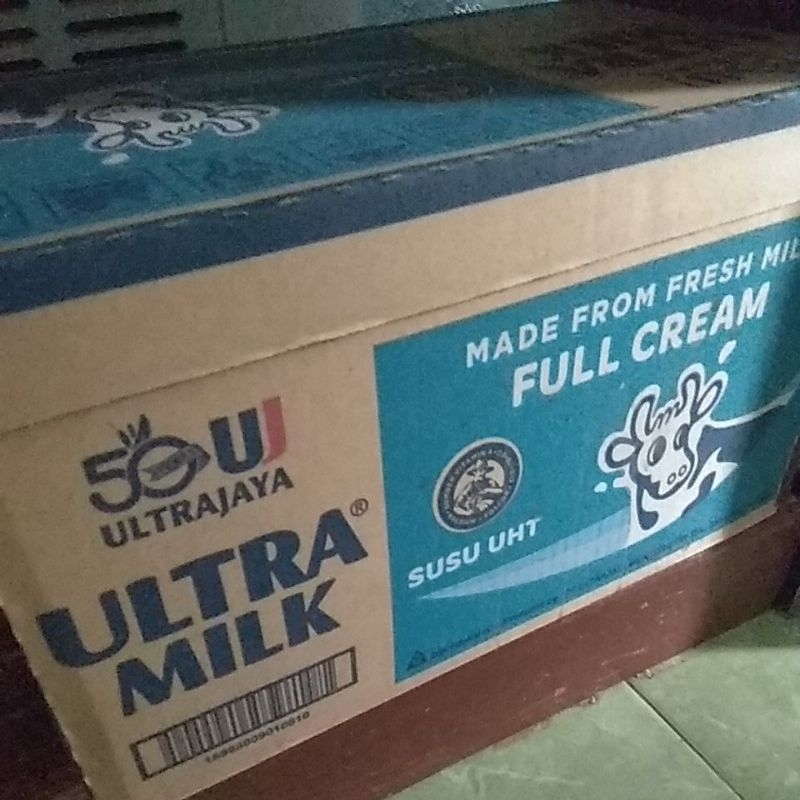 MADE FROM FRESH MIL
FULL CREAM
50 UJ
ULTRAJAYA
SUSU UHT
ULTRA®
MILK